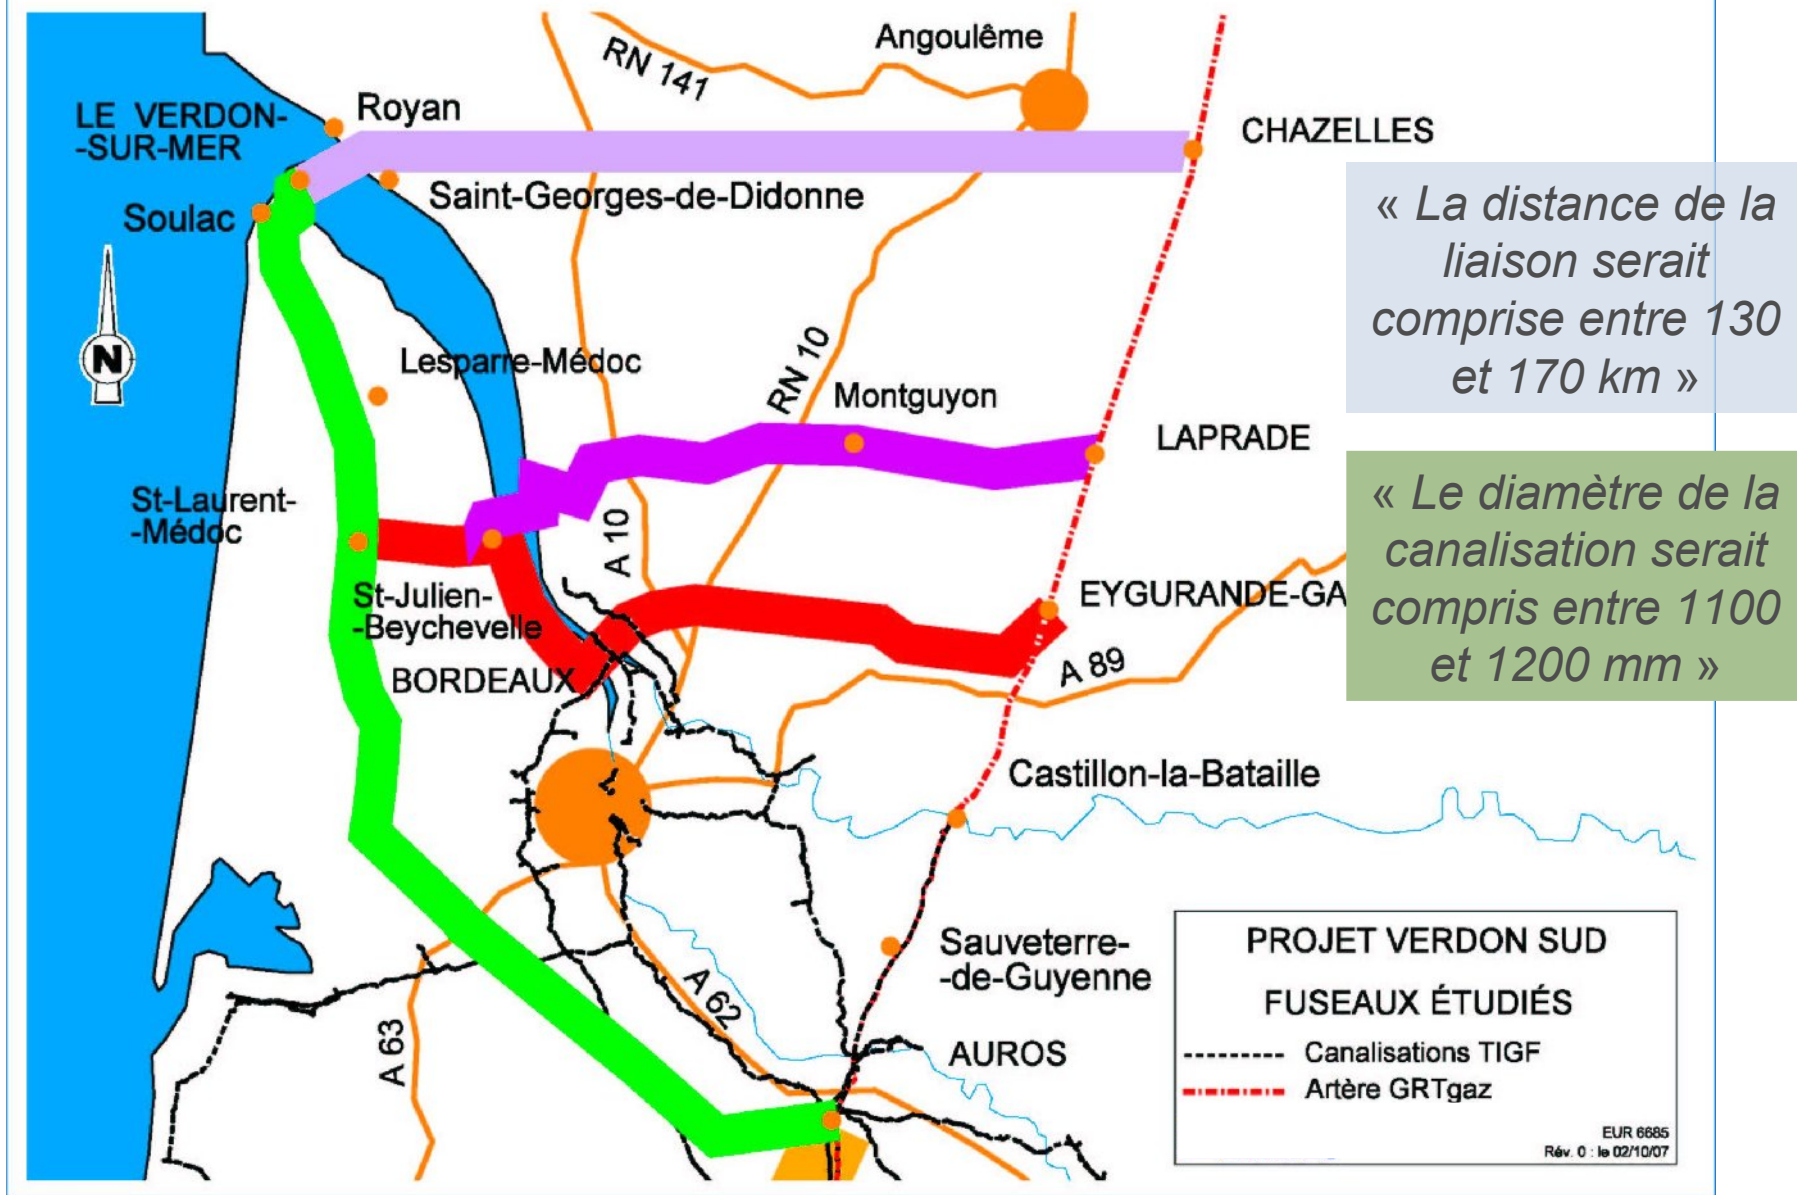 RN 141
Angoulême
LE VERDON-
-SUR-MER
Royan
CHAZELLES
Saint-Georges-de-Didonne
Soulac
« La distance de la
liaison serait
comprise entre 130
et 170 km »
N
Lesparre-Médoc
RN 10
Montguyon
LAPRADE
St-Laurent-
-Médoc
A 10
« Le diamètre de la
canalisation serait
compris entre 1100
et 1200 mm »
St-Julien-
-Beychevelle
EYGURANDE-GA
BORDEAUX
A 89
Castillon-la-Bataille
Sauveterre-
-de-Guyenne
A 62
A 63
AUROS
PROJET VERDON SUD
FUSEAUX ÉTUDIÉS
Canalisations TIGF
Artère GRTgaz
EUR 6685
Rév. 0 : le 02/10/07